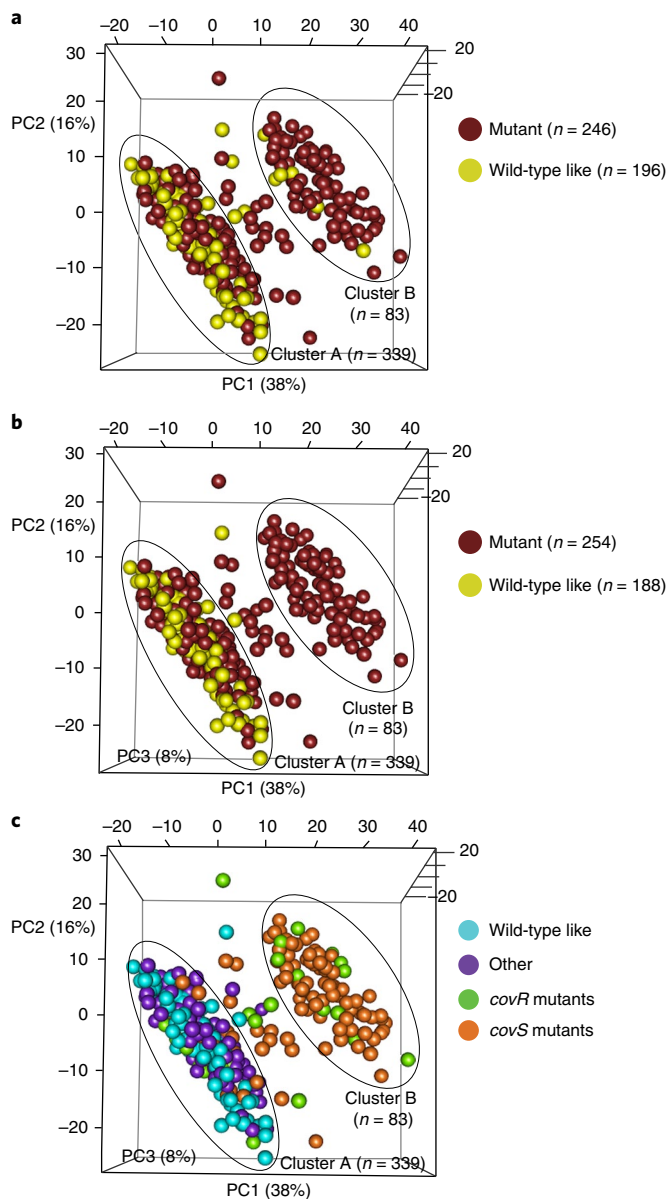 a
−20 −10 0 10 20 30 40
30 20
20 −20
PC2 (16%)
10
0
−10
−20
Mutant (n = 246)
Wild-type like (n = 196)
Cluster B
(n = 83)
Cluster A (n = 339)
PC1 (38%)
b
−20 −10 0 10 20 30 40
30 20
20 −20
PC2 (16%)
10
0
−10
−20
Mutant (n = 254)
Wild-type like (n = 188)
Cluster B
(n = 83)
PC3 (8%) Cluster A (n = 339)
PC1 (38%)
c
−20 −10 0 10 20 30 40
30 20
20 −20
PC2 (16%)
10
0
−10
−20
Wild-type like
Other
covR mutants
covS mutants
Cluster B
(n = 83)
PC3 (8%) Cluster A (n = 339)
PC1 (38%)